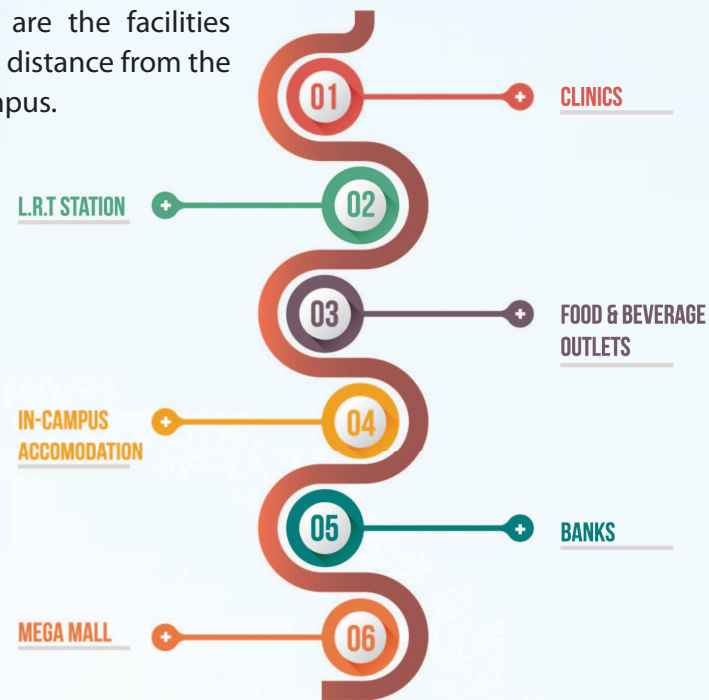 are the facilities
distance from the
npus.
01
CLINICS
L.R.T STATION
02
03
FOOD & BEVERAGE
OUTLETS
IN-CAMPUS
ACCOMODATION
04
05
BANKS
MEGA MALL
06